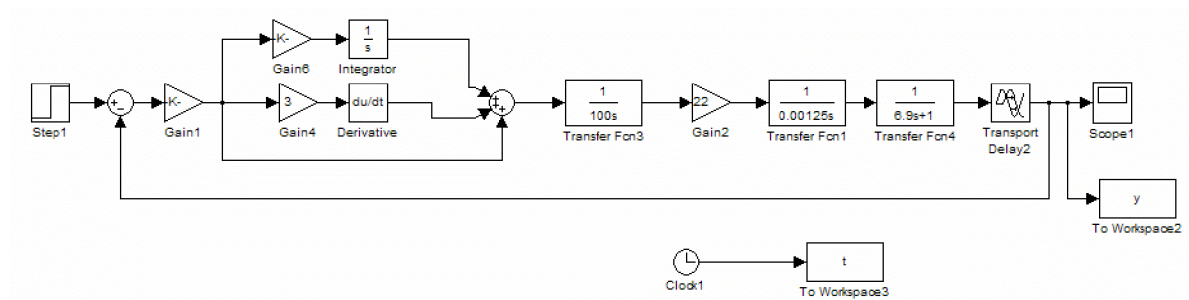 K-
1
s
Gain6
Integrator
Step1
K-
Gain1
3
Gain4
du/dt
Derivative
1
100s
Transfer Fcn3
22
Gain2
1
0.00125s
Transfer Fcn1
1
6.9s+1
Transfer Fcn4
Transport
Delay2
Scope1
y
To Workspace2
Clock1
t
To Workspace3